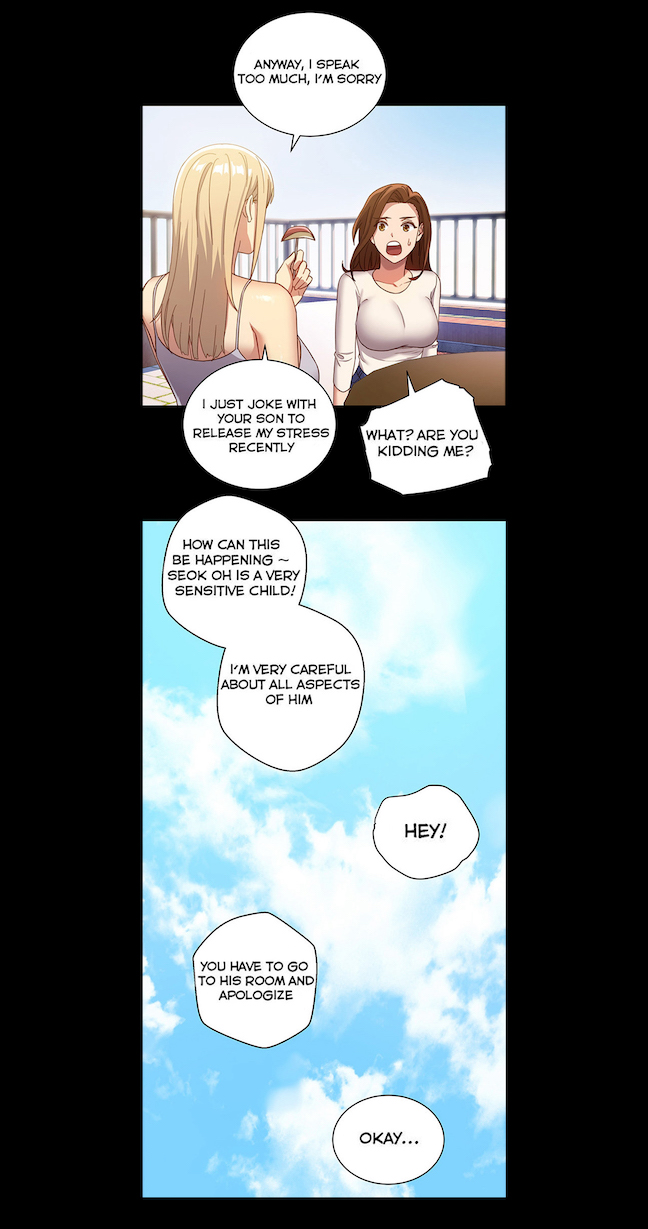 ANYWAY, I SPEAK
TOO MUCH, I'M SORRY
I JUST JOKE WITH
YOUR SON TO
RELEASE MY STRESS
RECENTLY
WHAT? ARE YOU
KIDDING ME?
HOW CAN THIS
BE HAPPENING ~
SEOK OH IS A VERY
SENSITIVE CHILD!
I'M VERY CAREFUL
ABOUT ALL ASPECTS
OF HIM
HEY!
YOU HAVE TO GO
TO HIS ROOM AND
APOLOGIZE
OKAY...